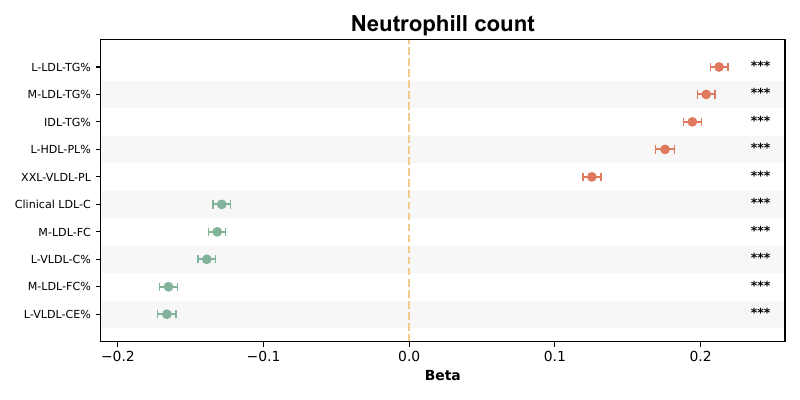 Neutrophill count
L-LDL-TG% ***
M-LDL-TG% ***
IDL-TG% ***
L-HDL-PL% ***
XXL-VLDL-PL ***
Clinical LDL-C ***
M-LDL-FC ***
L-VLDL-C% ***
M-LDL-FC% ***
L-VLDL-CE% ***
−0.2 −0.1 0.0 0.1 0.2
Beta